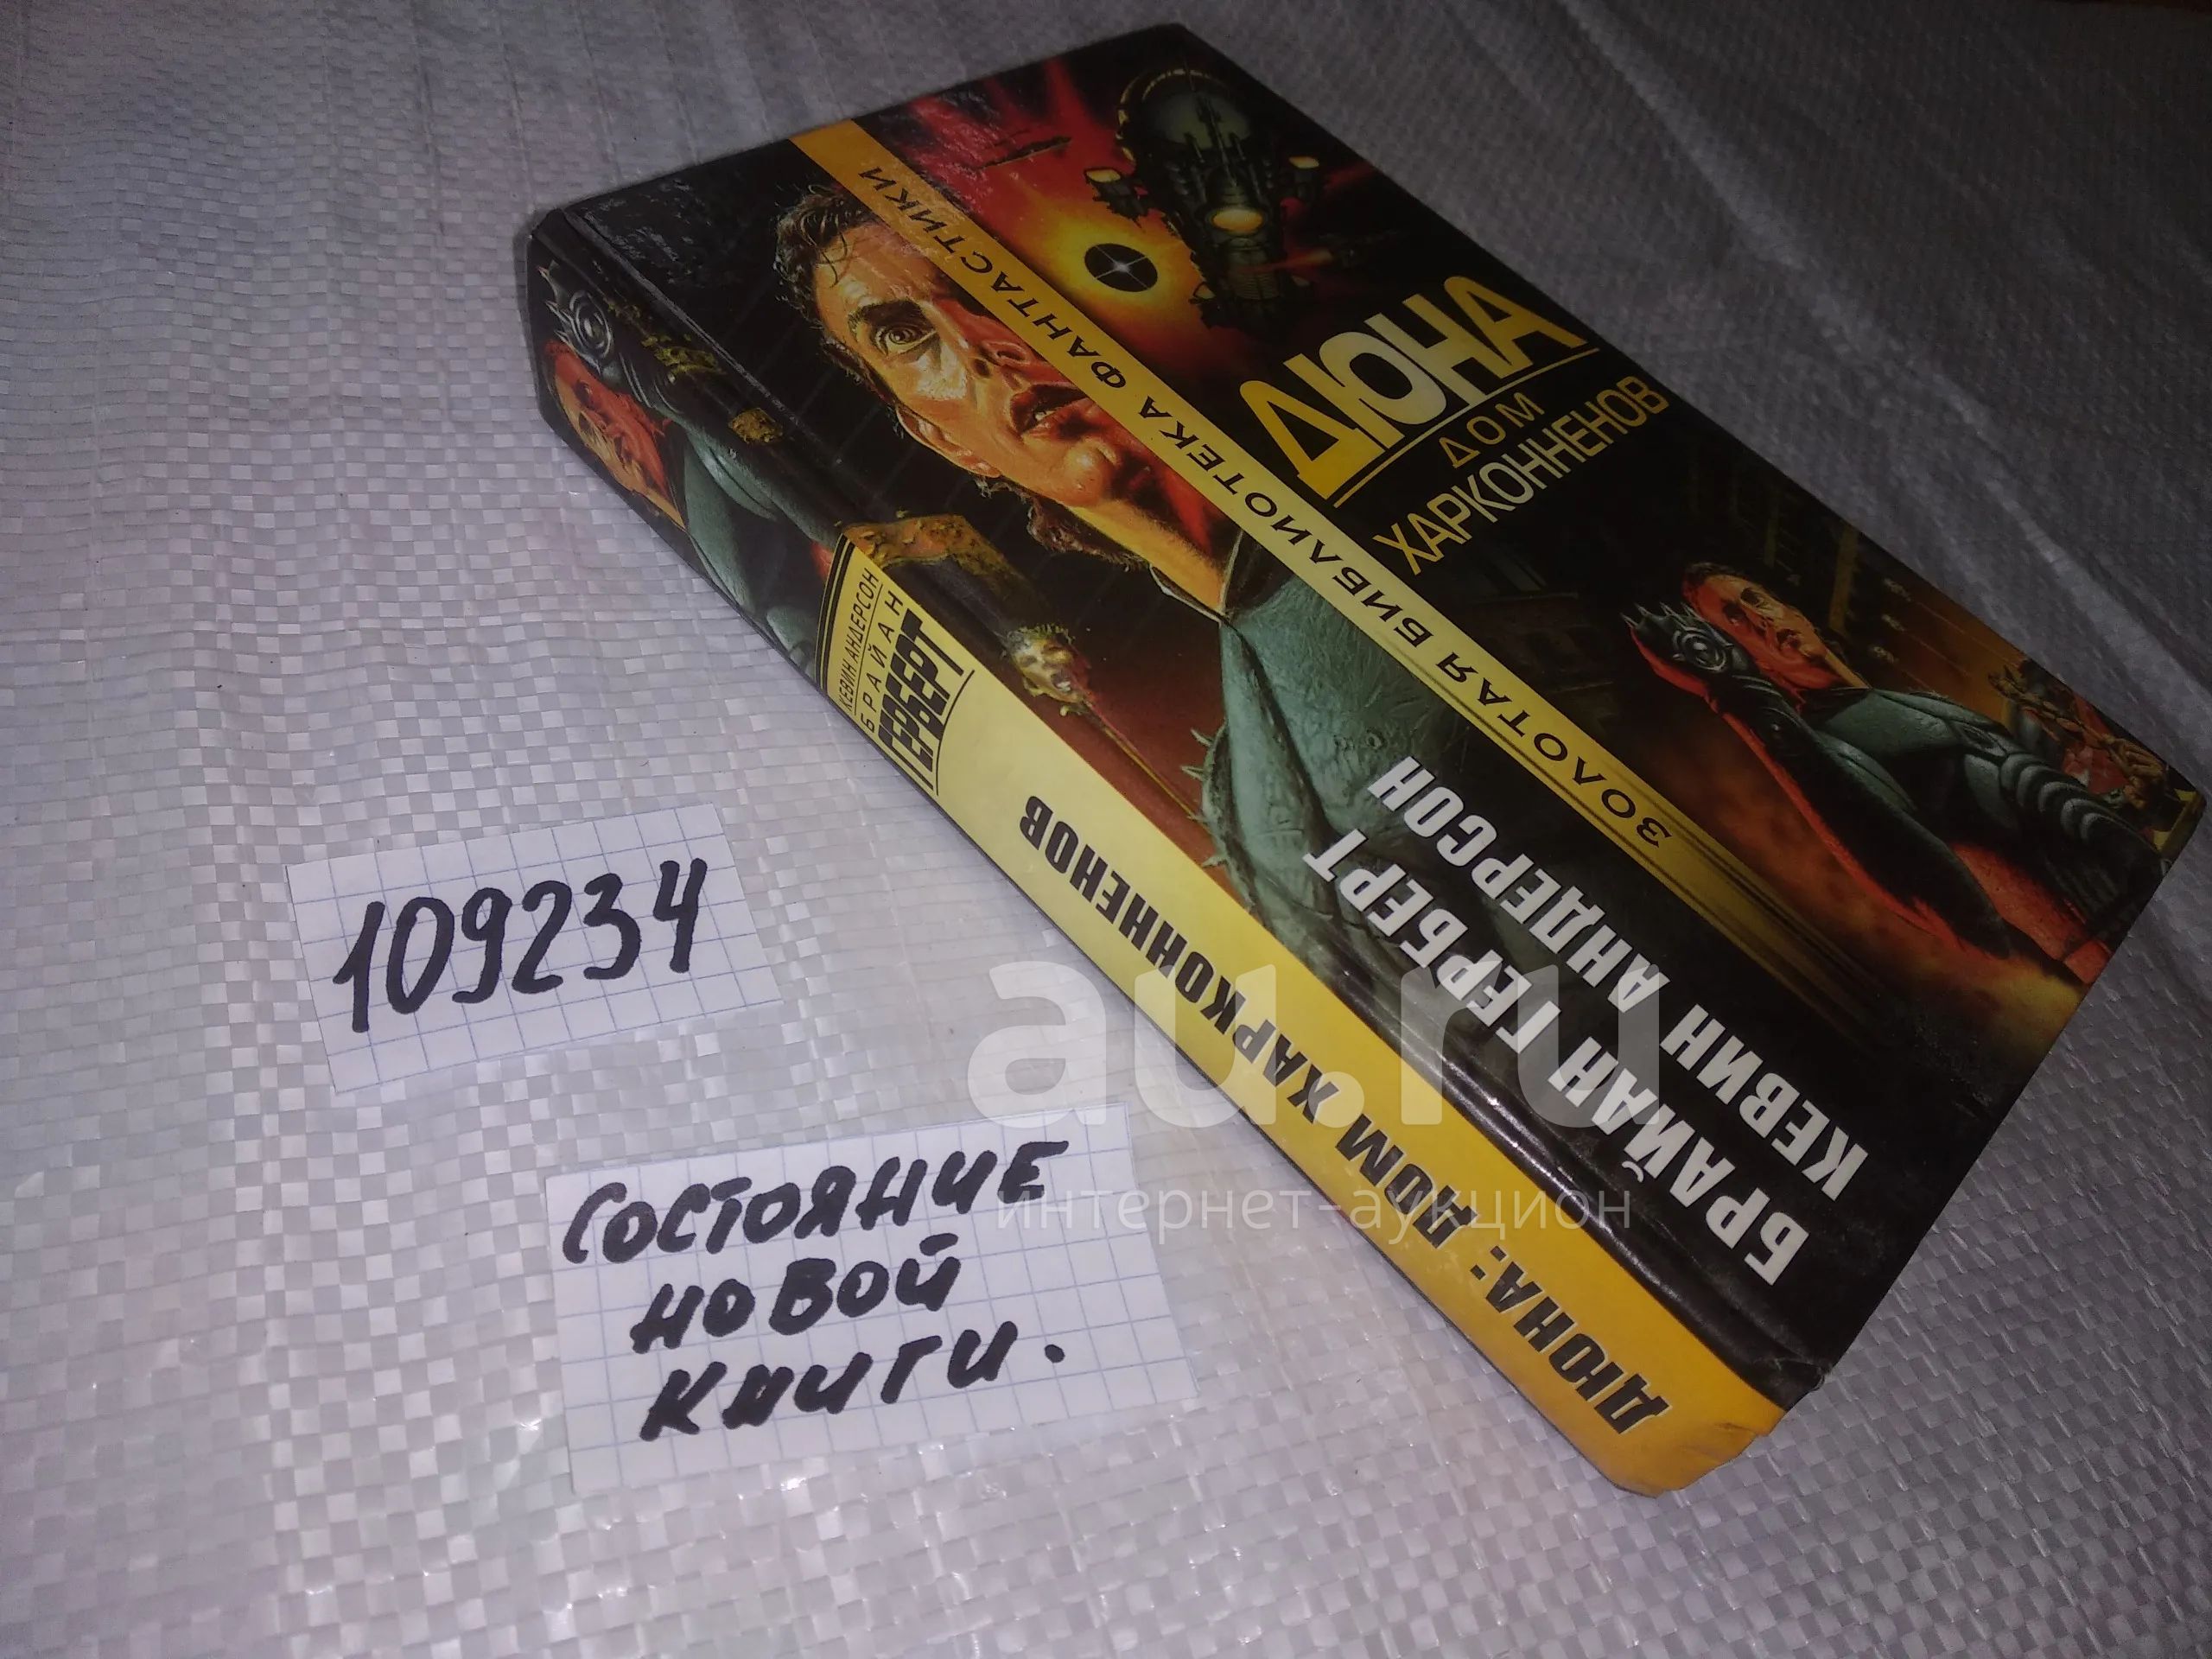 БРАЙАН ГЕРБЕРТ
КЕВИН АНДЕРСОН
ЗОЛОТАЯ БИБЛИОТЕКА ФАНТАСТИКИ
ДЮНА
ДОМ
ХАРКОННЕНОВ
КЕВИН АНДЕРСОН
БРАЙАН
ГЕРБЕРТ
ДЮНА: ДОМ ХАРКОННЕНОВ
109234
СОСТОЯНИЕ
НОВОЙ
КНИГИ.
au.ru
интернет-аукцион